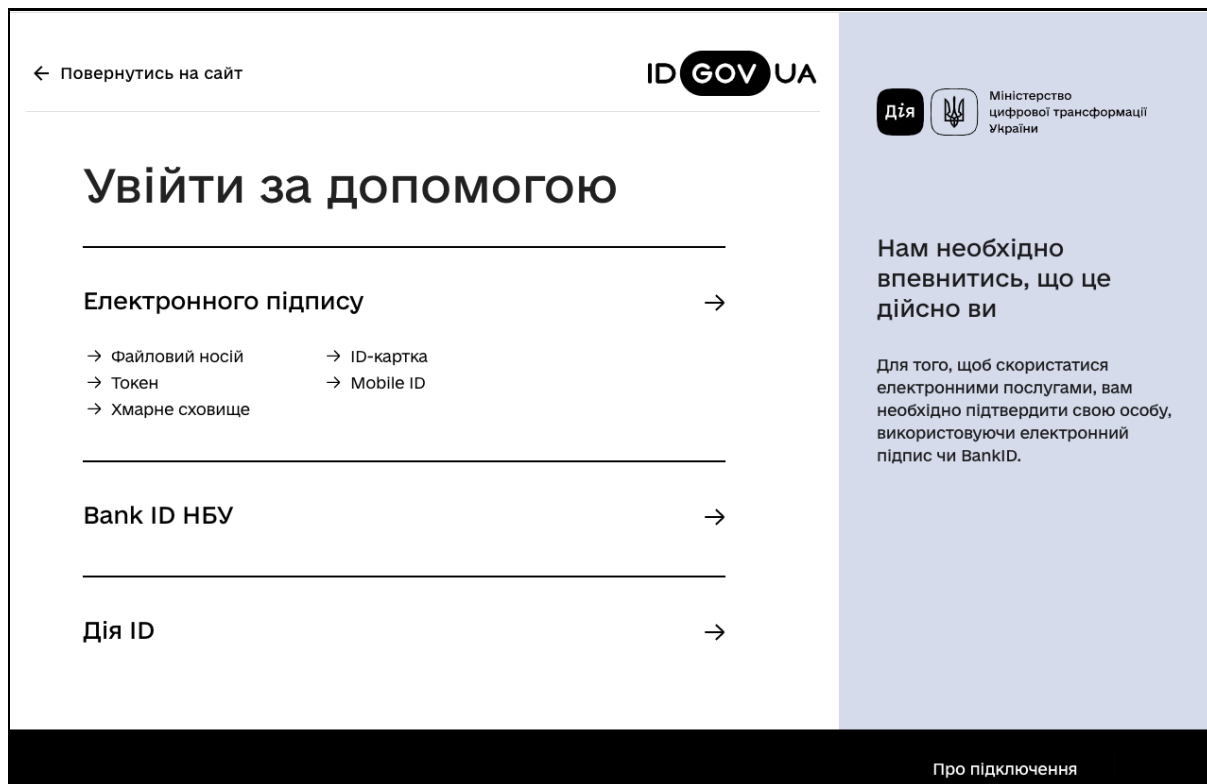 ← Повернутись на сайт
ID GOV UA
Увійти за допомогою
Електронного підпису →
→ Файловий носій
→ Токен
→ Хмарне сховище
→ ID-картка
→ Mobile ID
Bank ID НБУ →
Дія ID →
Дія
Міністерство
цифрової трансформації
України
Нам необхідно
впевнитись, що це
дійсно ви
Для того, щоб скористатися
електронними послугами, вам
необхідно підтвердити свою особу,
використовуючи електронний
підпис чи BankID.
Про підключення